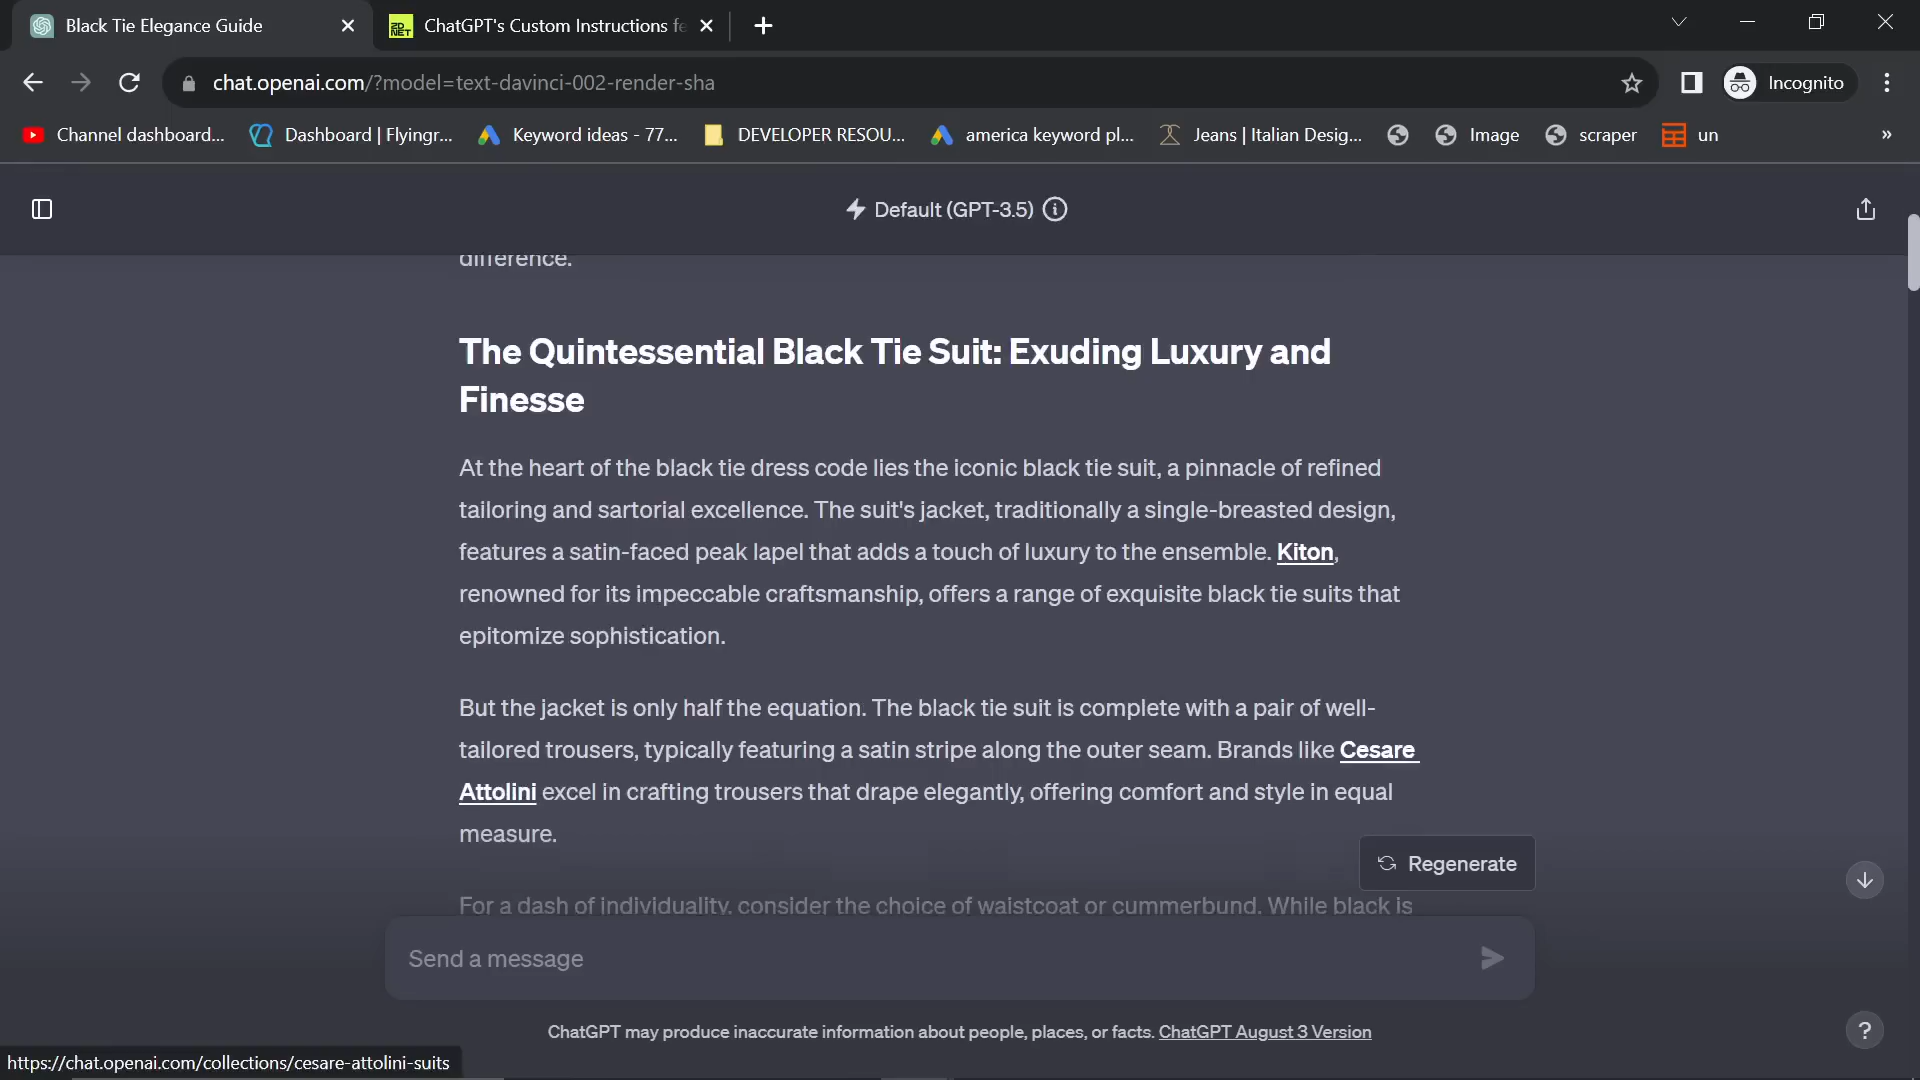 Black Tie Elegance Guide
ChatGPT's Custom Instructions fe
chat.openai.com/?model=text-davinci-002-render-sha
Incognito
Channel dashboard...
Dashboard | Flyingr...
Keyword ideas - 77...
DEVELOPER RESOU...
america keyword pl...
Jeans | Italian Desig...
Image
scraper
un
»
Default (GPT-3.5)
difference.
The Quintessential Black Tie Suit: Exuding Luxury and
Finesse
At the heart of the black tie dress code lies the iconic black tie suit, a pinnacle of refined
tailoring and sartorial excellence. The suit's jacket, traditionally a single-breasted design,
features a satin-faced peak lapel that adds a touch of luxury to the ensemble. Kiton,
renowned for its impeccable craftsmanship, offers a range of exquisite black tie suits that
epitomize sophistication.
But the jacket is only half the equation. The black tie suit is complete with a pair of well-
tailored trousers, typically featuring a satin stripe along the outer seam. Brands like Cesare
Attolini excel in crafting trousers that drape elegantly, offering comfort and style in equal
measure.
Regenerate
For a dash of individuality, consider the choice of waistcoat or cummerbund. While black is
Send a message
ChatGPT may produce inaccurate information about people, places, or facts. ChatGPT August 3 Version
?
https://chat.openai.com/collections/cesare-attolini-suits